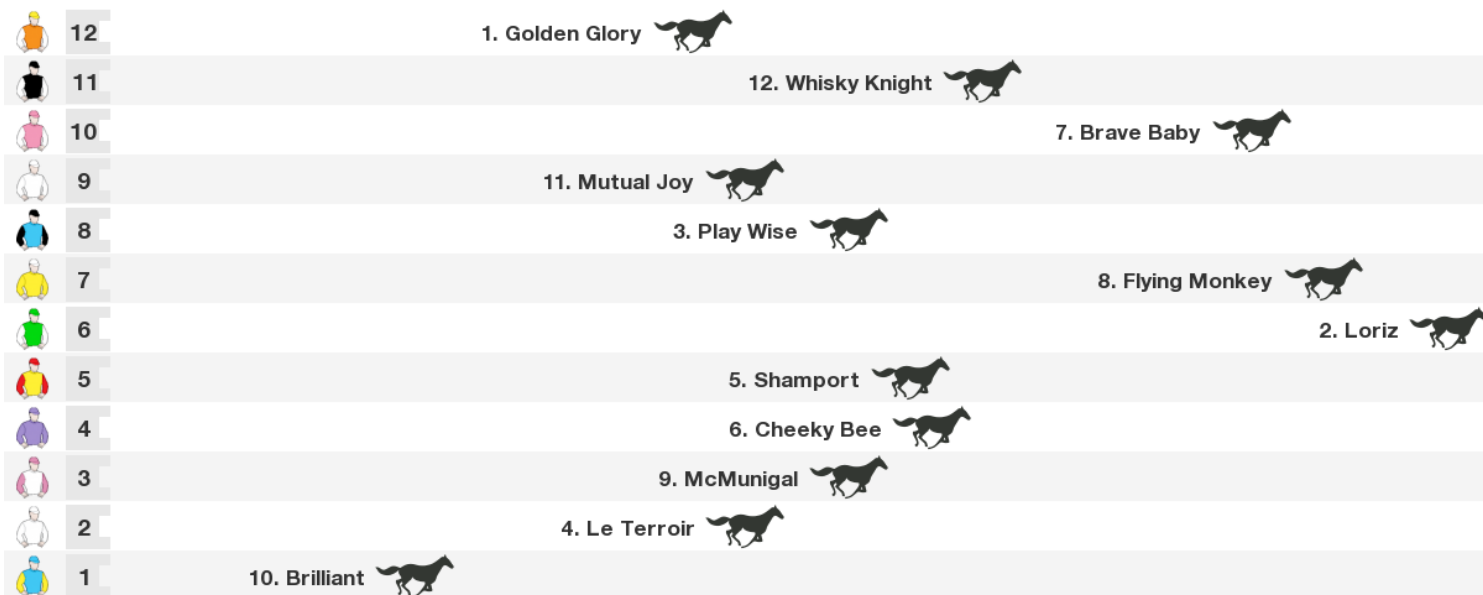 12 1. Golden Glory
11 12. Whisky Knight
10 7. Brave Baby
9 11. Mutual Joy
8 3. Play Wise
7 8. Flying Monkey
6 2. Loriz
5 5. Shamport
4 6. Cheeky Bee
3 9. McMunigal
2 4. Le Terroir
1 10. Brilliant